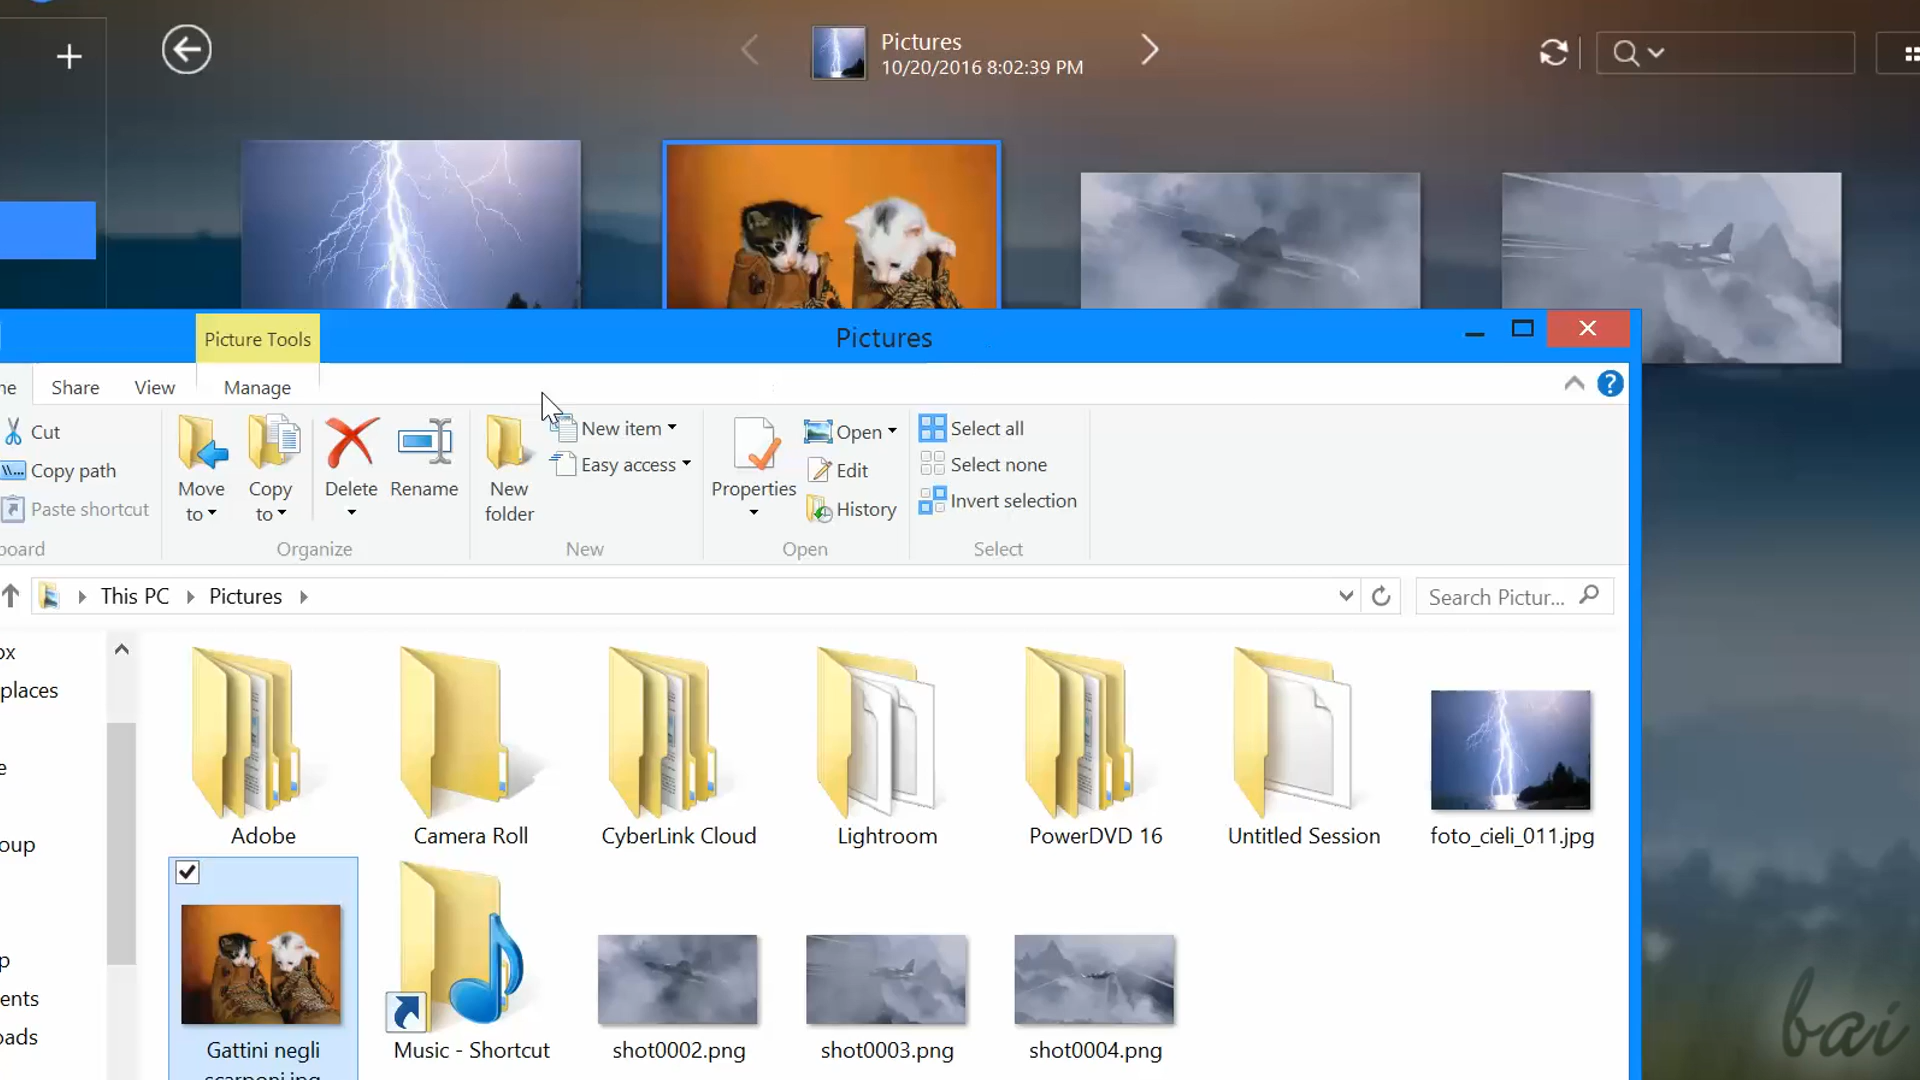 Pictures
10/20/2016 8:02:39 PM
Picture Tools
Pictures
Share
View
Manage
Cut
Copy path
Paste shortcut
Move
to
Copy
to
Delete
Rename
Organize
New
folder
New item
Easy access
New
Properties
Open
Edit
History
Open
Select all
Select none
Invert selection
Select
This PC
Pictures
Search Pictur...
places
Adobe
Camera Roll
CyberLink Cloud
Lightroom
PowerDVD 16
Untitled Session
foto_cieli_011.jpg
Gattini negli
scarponi.jpg
Music - Shortcut
shot0002.png
shot0003.png
shot0004.png
bai